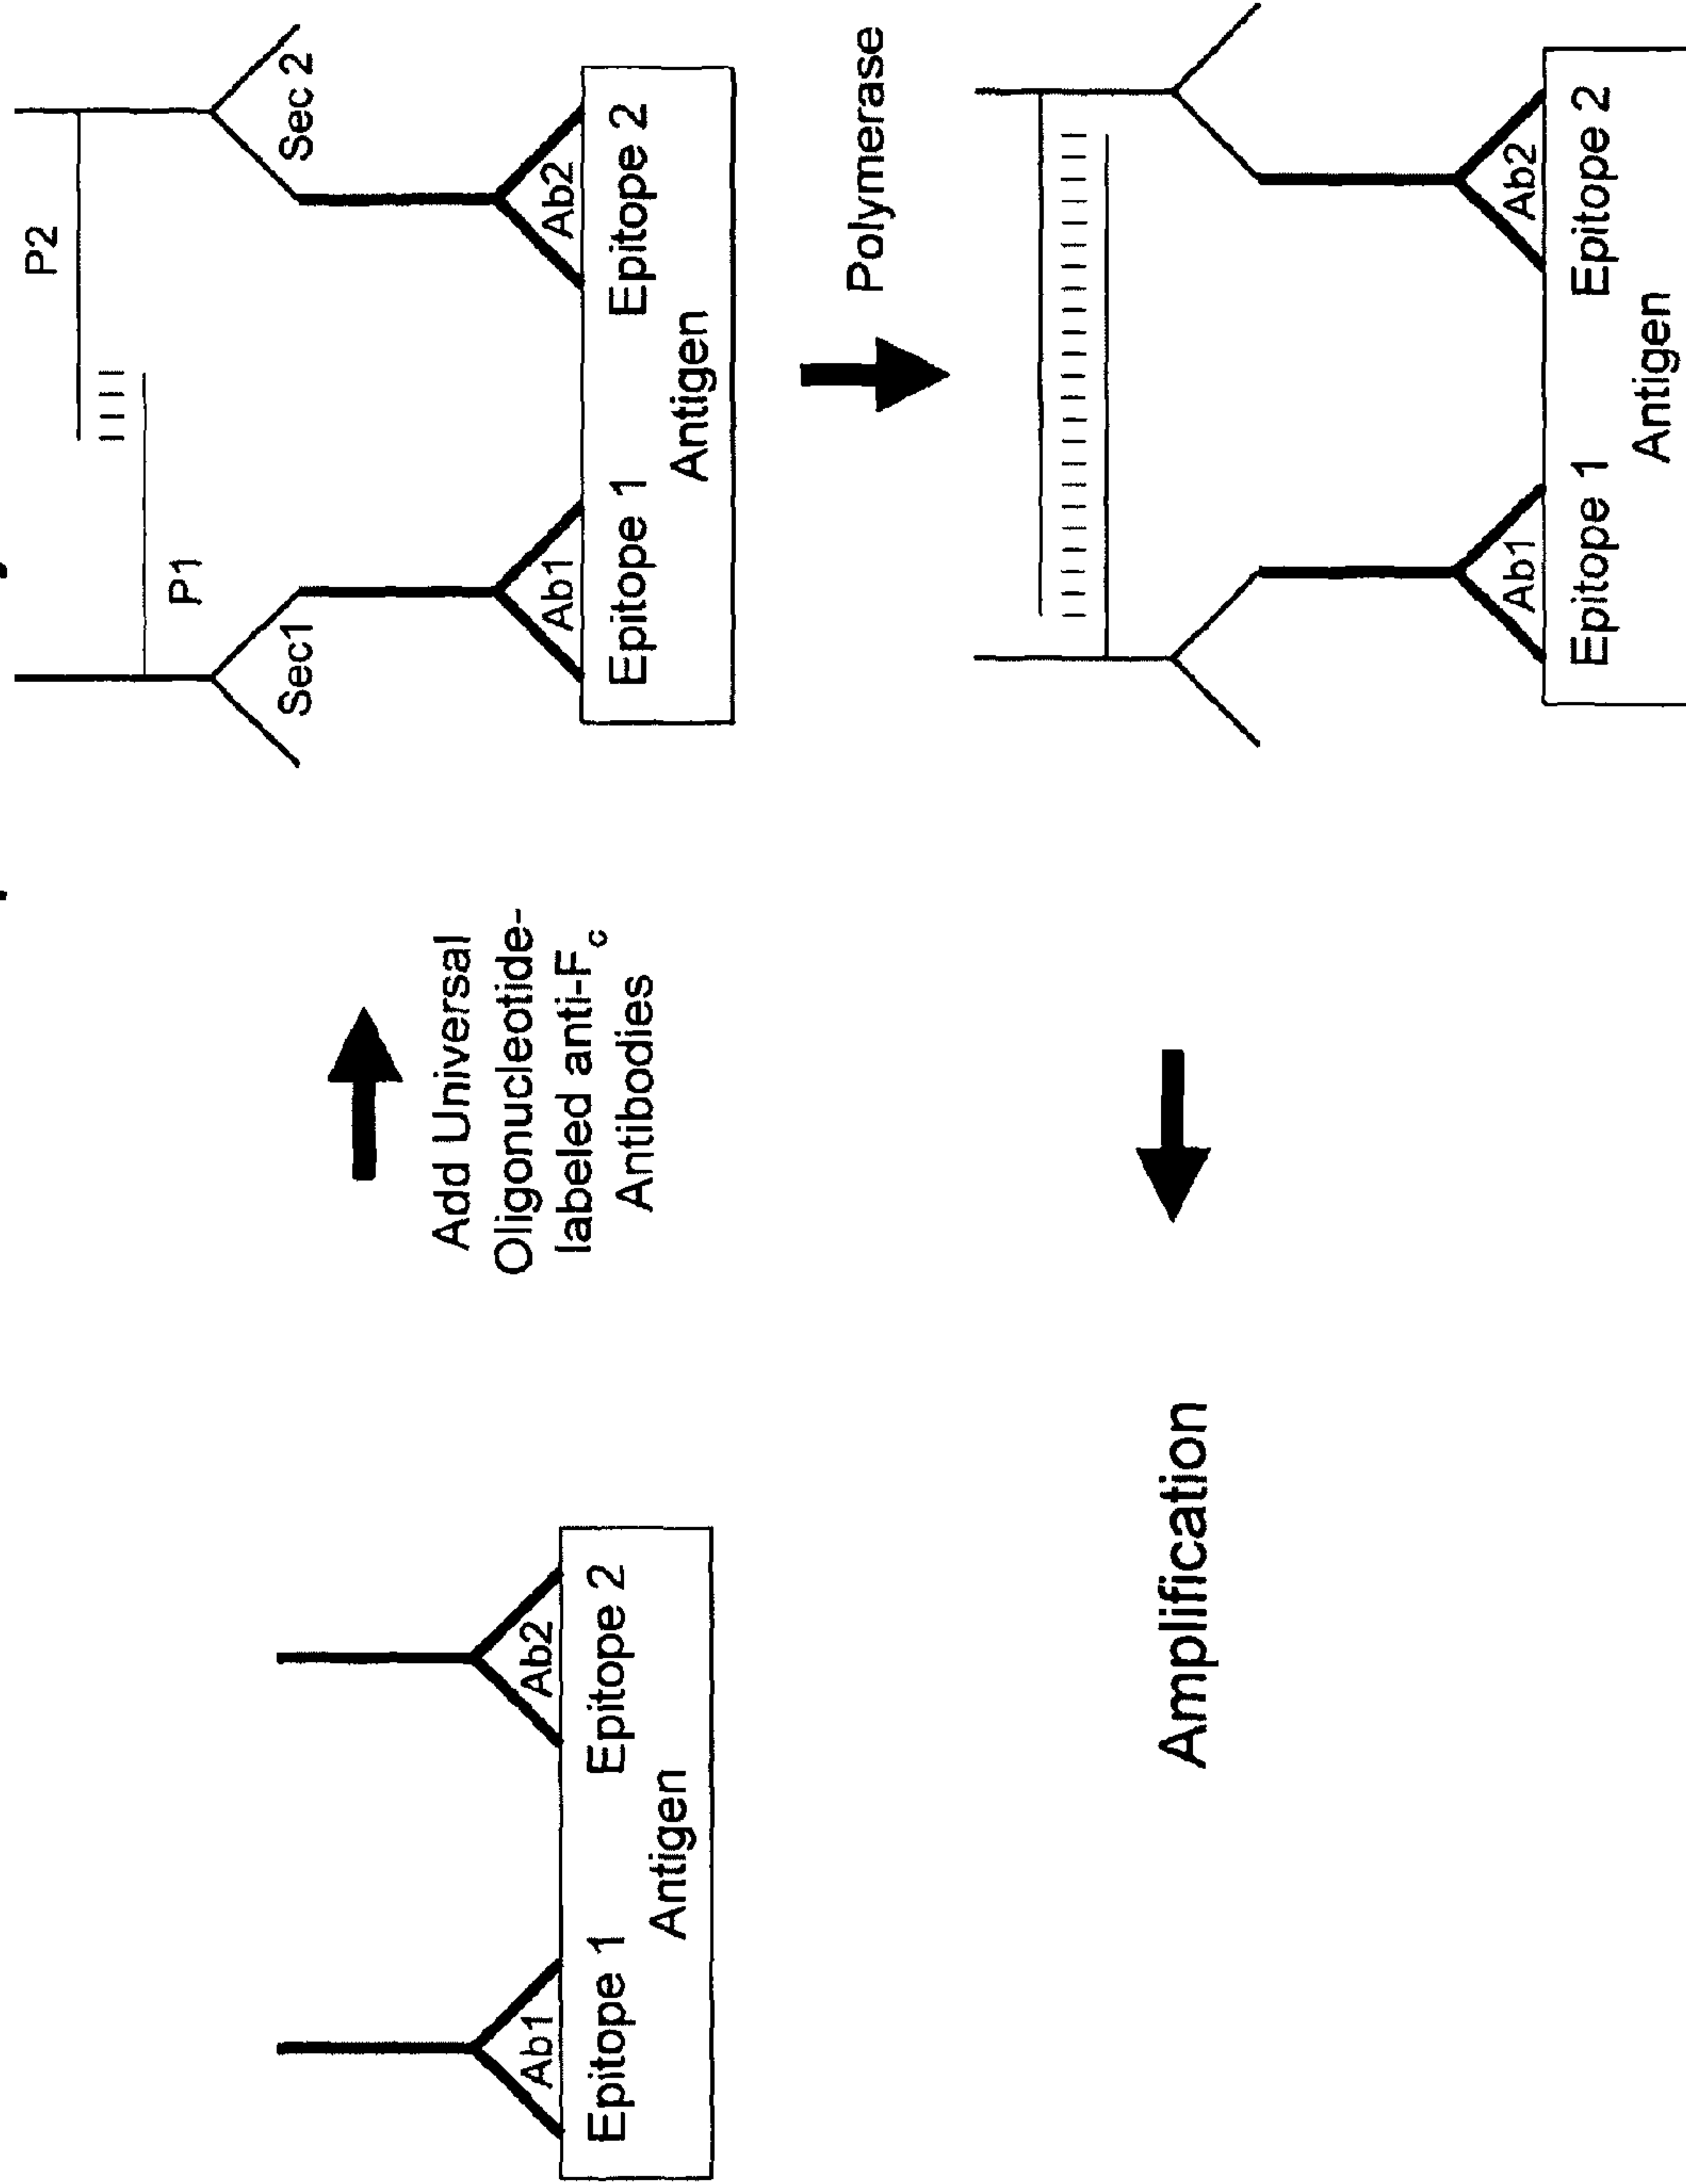 Ab1
Ab2
Epitope 1
Epitope 2
Antigen
Add Universal
Oligonucleotide-
labeled anti-Fc
Antibodies
P2
P1
Sec1
Sec 2
Ab1
Ab2
Epitope 1
Epitope 2
Antigen
Polymerase
Ab1
Ab2
Epitope 1
Epitope 2
Antigen
Amplification